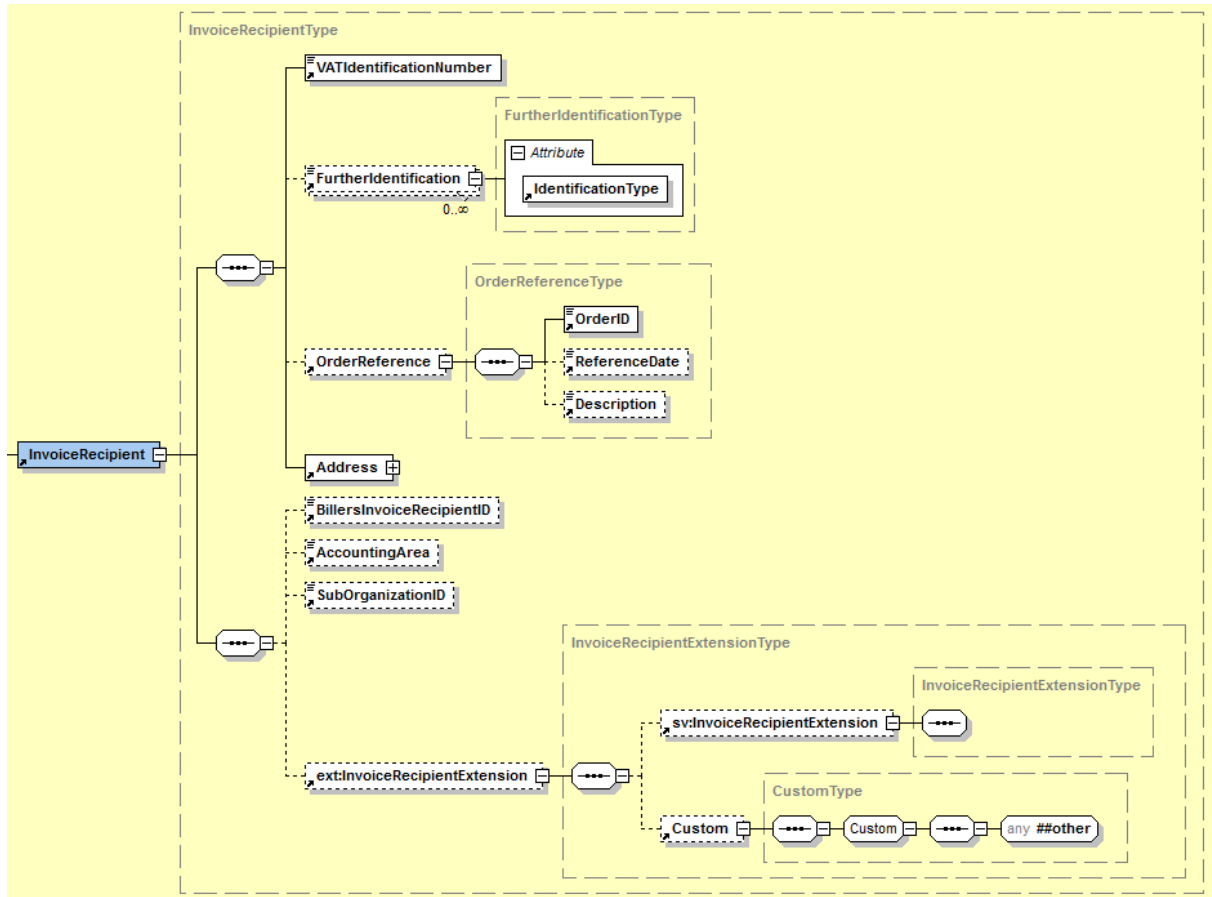 InvoiceRecipientType
VATIdentificationNumber
FurtherIdentificationType
Attribute
FurtherIdentification
IdentificationType
0..∞
OrderReferenceType
OrderID
OrderReference
ReferenceDate
Description
InvoiceRecipient
Address
BillersInvoiceRecipientID
AccountingArea
SubOrganizationID
InvoiceRecipientExtensionType
InvoiceRecipientExtensionType
sv:InvoiceRecipientExtension
ext:InvoiceRecipientExtension
CustomType
Custom
Custom
any ##other